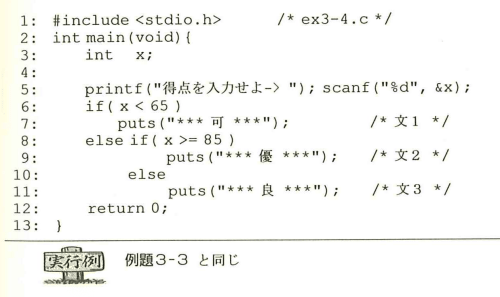 1: #include <stdio.h> /* ex3-4.c */
2: int main(void){
3: int x;
4:
5: printf("得点を入力せよ-> "); scanf("%d", &x);
6: if( x < 65 )
7: puts("*** 可 ***"); /* 文1 */
8: else if( x >= 85 )
9: puts("*** 優 ***"); /* 文2 */
10: else
11: puts("*** 良 ***"); /* 文3 */
12: return 0;
13: }
実行例 例題3-3 と同じ